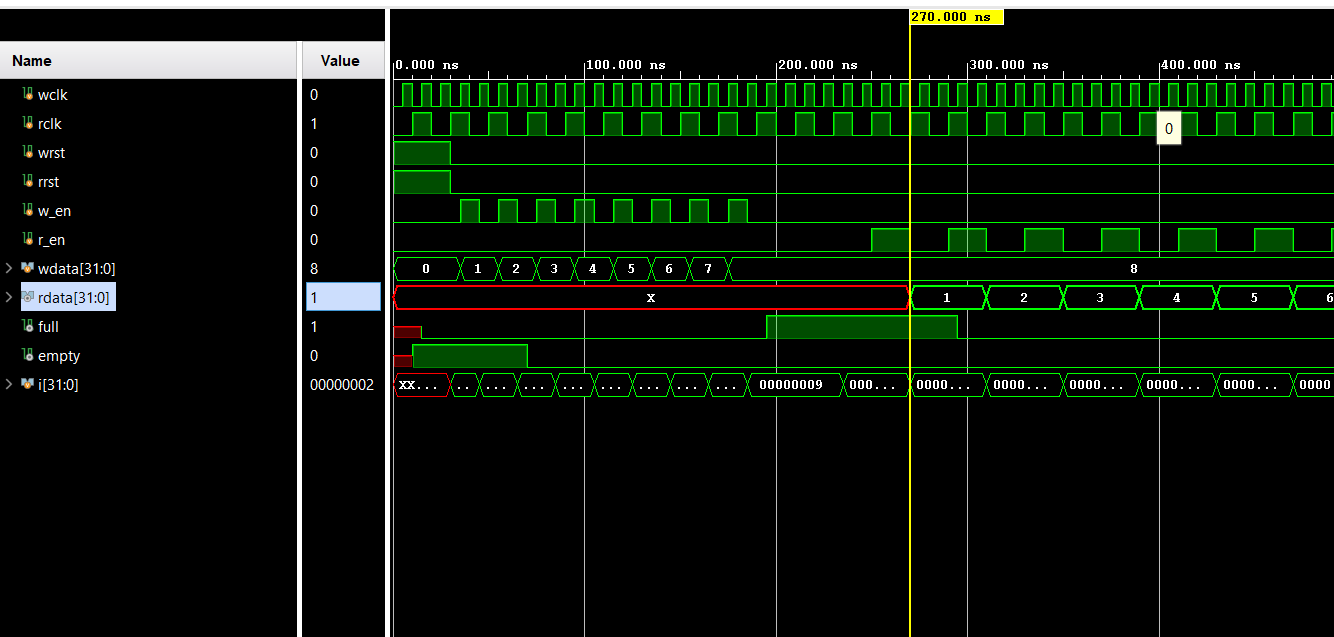 270.000 ns
Name Value
0.000 ns 100.000 ns 200.000 ns 300.000 ns 400.000 ns
wclk 0
rclk 1 0
wrst 0
rrst 0
w_en 0
r_en 0
wdata[31:0] 8 0 1 2 3 4 5 6 7 8
rdata[31:0] 1 X 1 2 3 4 5 6
full 1
empty 0
i[31:0] 00000002 XX... .. ... ... ... ... ... ... ... 00000009 000... 0000... 0000... 0000... 0000... 0000... 0000